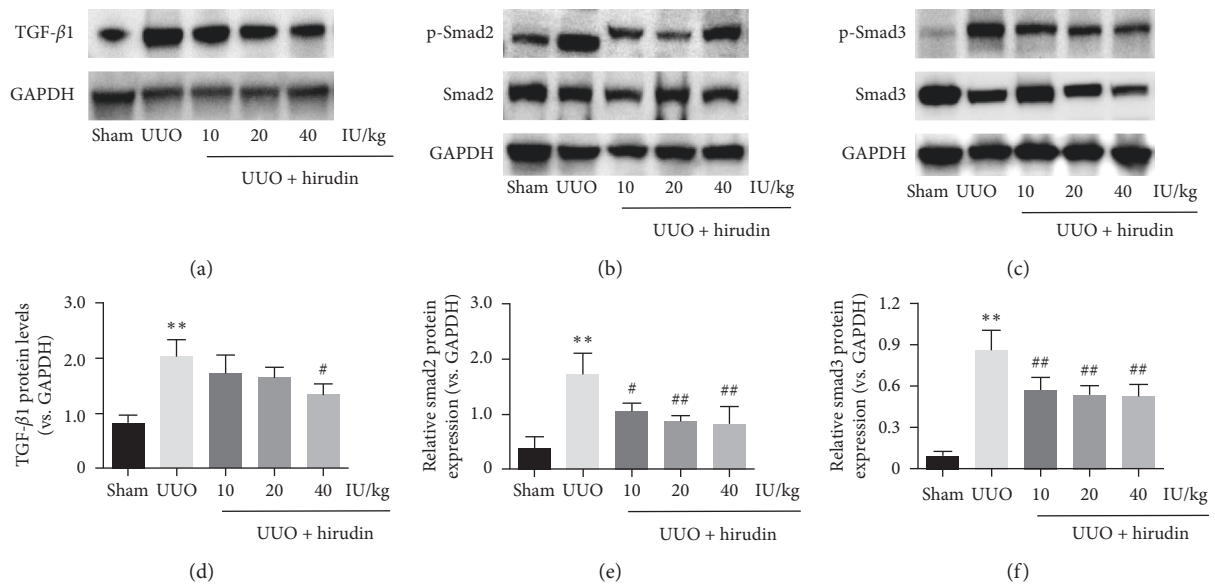 TGF-β1
GAPDH
Sham UUO 10 20 40 IU/kg
UUO + hirudin
(a)
p-Smad2
Smad2
GAPDH
Sham UUO 10 20 40 IU/kg
UUO + hirudin
(b)
p-Smad3
Smad3
GAPDH
Sham UUO 10 20 40 IU/kg
UUO + hirudin
(c)
TGF-β1 protein levels
(vs. GAPDH)
3.0
2.0
1.0
0
**
#
Sham UUO 10 20 40 IU/kg
UUO + hirudin
(d)
Relative smad2 protein
expression (vs. GAPDH)
3.0
2.0
1.0
0
**
#
##
##
Sham UUO 10 20 40 IU/kg
UUO + hirudin
(e)
Relative smad3 protein
expression (vs. GAPDH)
1.2
0.9
0.6
0.3
0
**
##
##
##
Sham UUO 10 20 40 IU/kg
UUO + hirudin
(f)